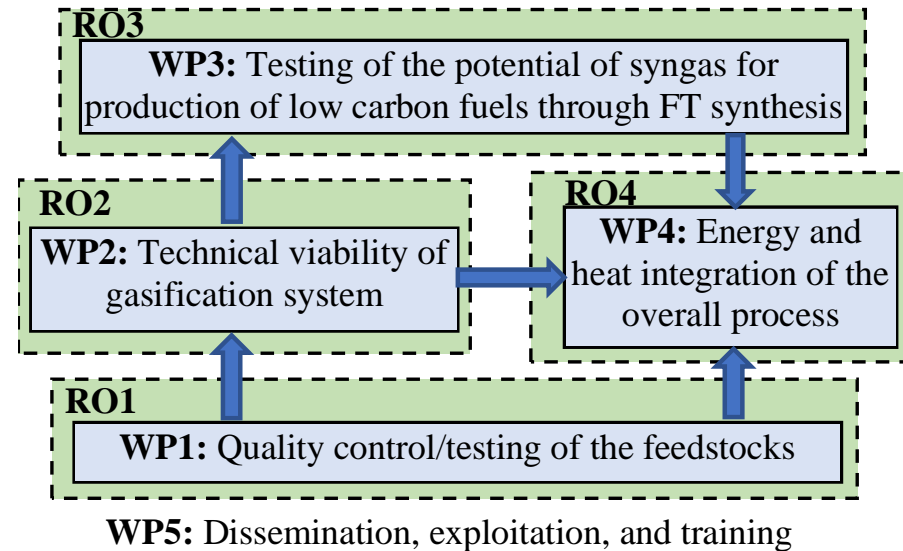 RO3
WP3: Testing of the potential of syngas for
production of low carbon fuels through FT synthesis
RO2
WP2: Technical viability of
gasification system
RO4
WP4: Energy and
heat integration of the
overall process
RO1
WP1: Quality control/testing of the feedstocks
WP5: Dissemination, exploitation, and training